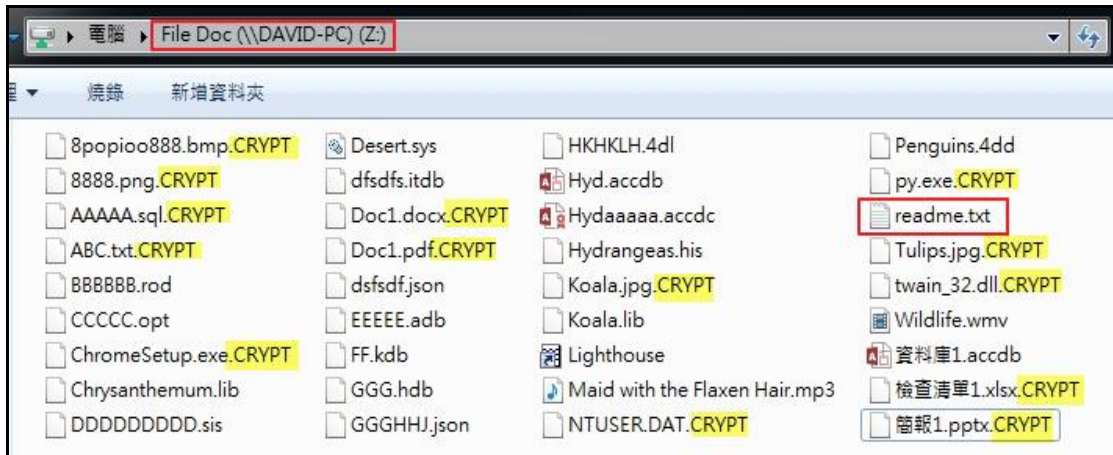 電腦 File Doc (\\DAVID-PC) (Z:)
燒錄 新增資料夾
8popioo888.bmp.CRYPT
8888.png.CRYPT
AAAAA.sql.CRYPT
ABC.txt.CRYPT
BBBBBB.rod
CCCCC.opt
ChromeSetup.exe.CRYPT
Chrysanthemum.lib
DDDDDDDDD.sis
Desert.sys
dfsdfs.itdb
Doc1.docx.CRYPT
Doc1.pdf.CRYPT
dsfsdf.json
EEEEE.adb
FF.kdb
GGG.hdb
GGGHHJ.json
HKHKLH.4dl
Hyd.accdb
Hydaaaaa.accdc
Hydrangeas.his
Koala.jpg.CRYPT
Koala.lib
Lighthouse
Maid with the Flaxen Hair.mp3
NTUSER.DAT.CRYPT
Penguins.4dd
py.exe.CRYPT
readme.txt
Tulips.jpg.CRYPT
twain_32.dll.CRYPT
Wildlife.wmv
資料庫1.accdb
檢查清單1.xlsx.CRYPT
簡報1.pptx.CRYPT